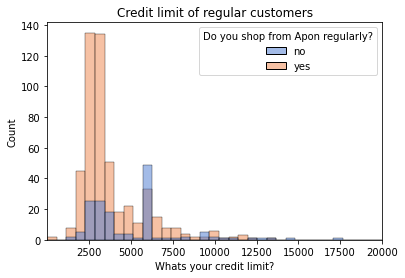 Credit limit of regular customers
Do you shop from Apon regularly?
no
yes
Count
140
120
100
80
60
40
20
0
2500 5000 7500 10000 12500 15000 17500 20000
Whats your credit limit?